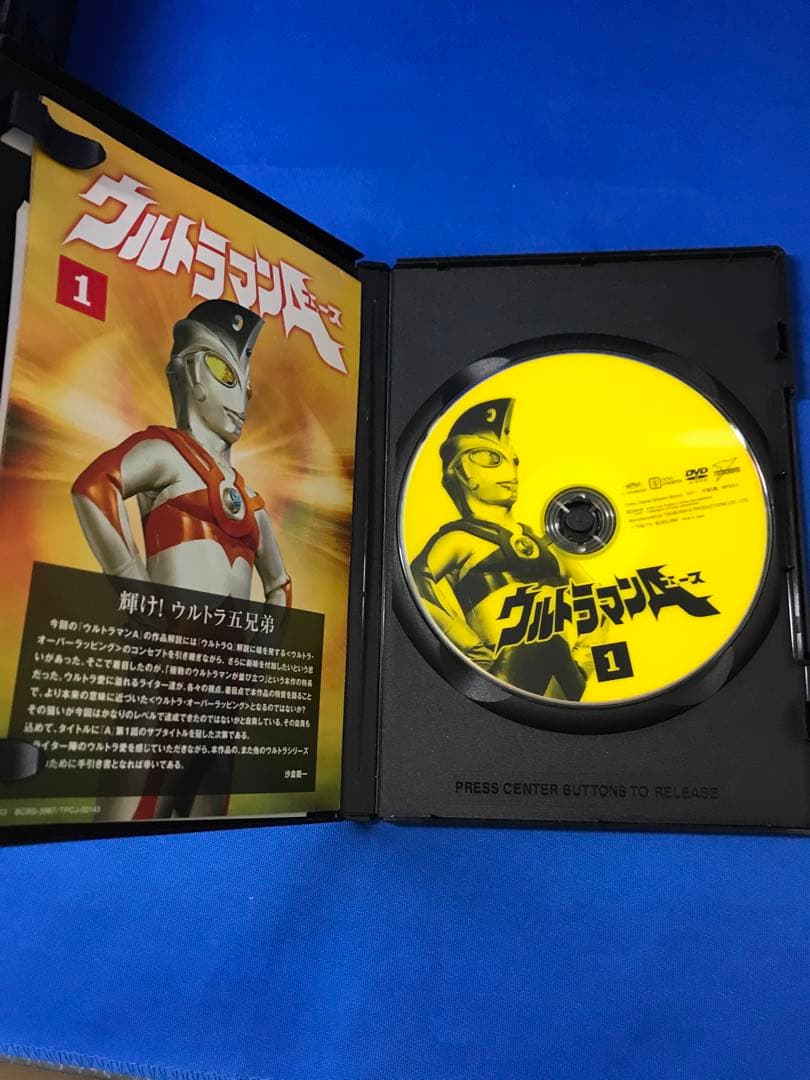 ウルトラマンA
エース
1
輝け! ウルトラ五兄弟
今回の「ウルトラマンA」の作品解説には「ウルトラQ」解説に端を発する<ウルトラ・
オーバーラッピング>のコンセプトを引き継ぎながら、さらに新味を付加したいという思
いがあった。そこで着目したのが、「複数のウルトラマンが並び立つ」という本作の特長
だった。ウルトラ愛に溢れるライター達が、各々の視点、着目点で本作品の特質を語ること
で、より本来の意味に近づいた<ウルトラ・オーバーラッピング>となるのではないか?
その狙いが今回はかなりのレベルで達成できたのではないかと自負している。その自負も
込めて、タイトルに「A」第1話のサブタイトルを冠した次第である。
ライター陣のウルトラ愛を感じていただきながら、本作品の、また他のウルトラシリーズ
のために手引き書となれば幸いである。
BCBS-3987/TPCJ-02143
DVD
VIDEO
ウルトラマンA
エース
1
PRESS CENTER BUTTONS TO RELEASE